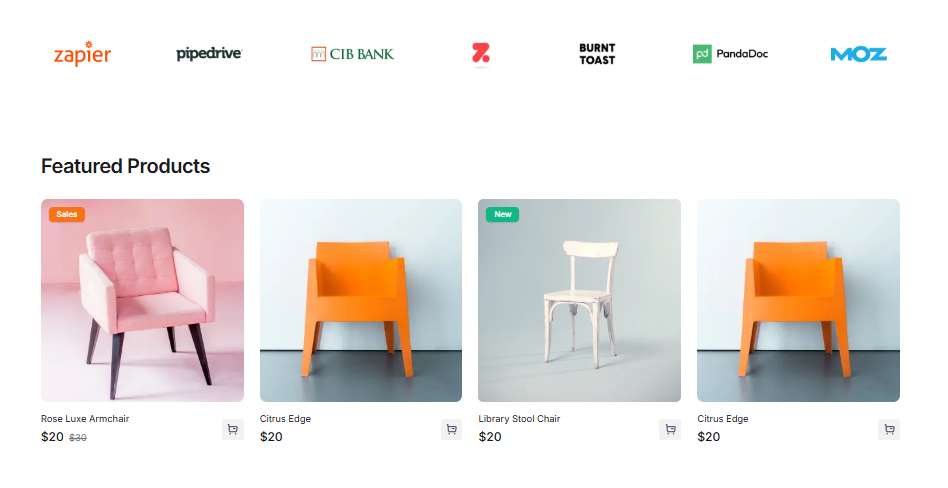 zapier
pipedrive
CIB BANK
BURNT
TOAST
pd PandaDoc
MOZ
Featured Products
Sales
New
Rose Luxe Armchair
$20 $30
Citrus Edge
$20
Library Stool Chair
$20
Citrus Edge
$20